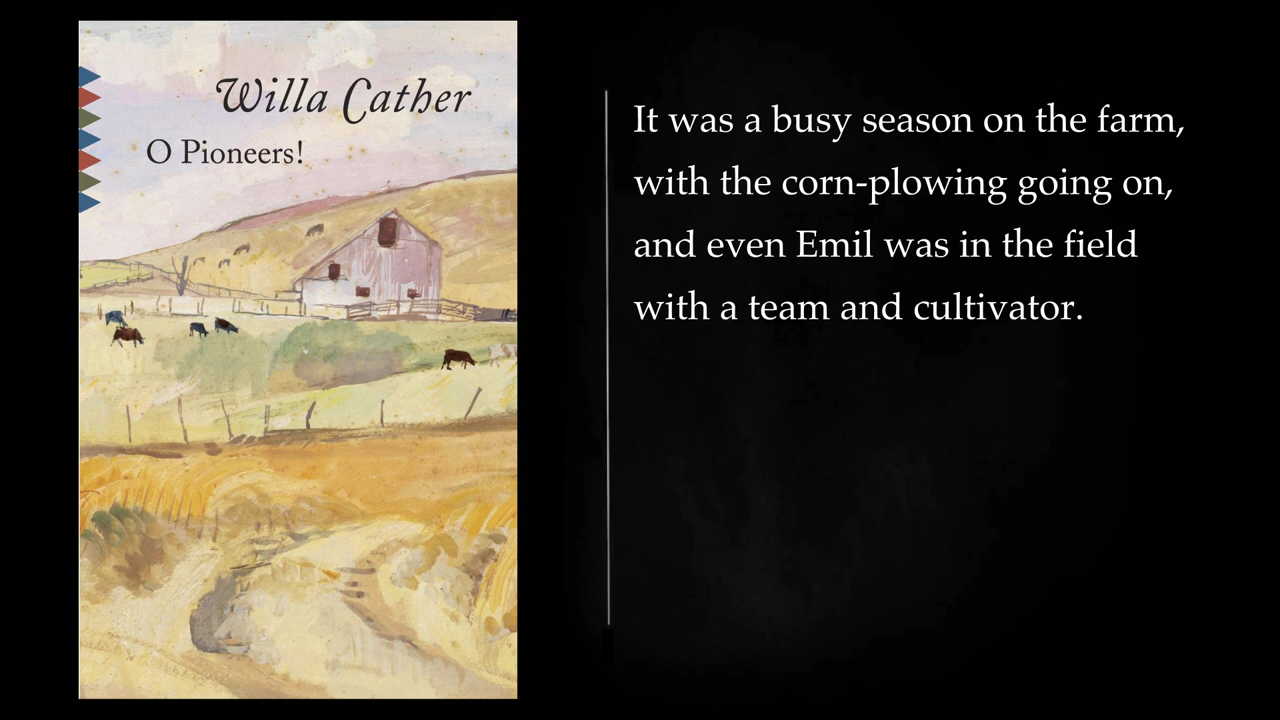 Willa Cather
O Pioneers!
It was a busy season on the farm,
with the corn-plowing going on,
and even Emil was in the field
with a team and cultivator.